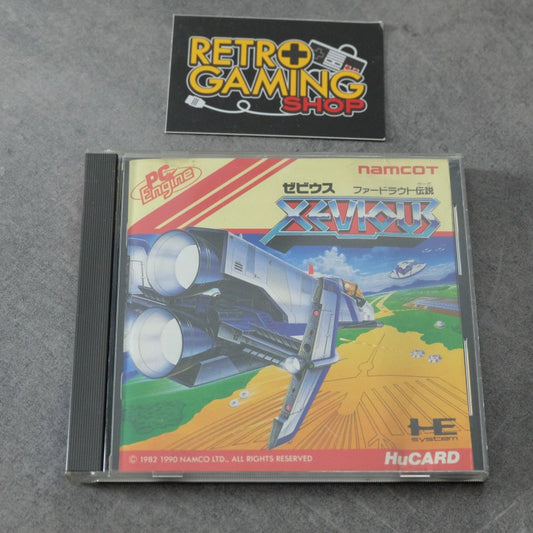 RETRO
GAMING
SHOP
PC Engine
namcoT
ゼビウス ファードラウト伝説
XEVIOUS
HE
system
© 1982 1990 NAMCO LTD., ALL RIGHTS RESERVED
HuCARD